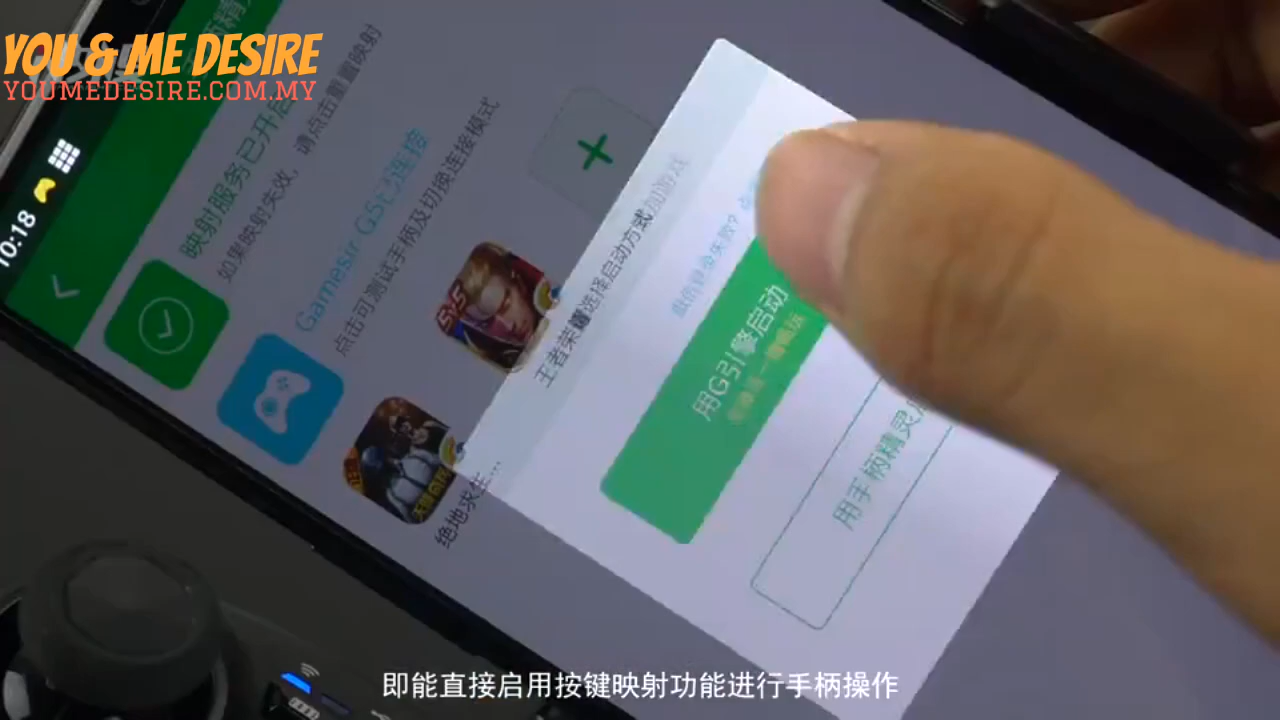 YOU & ME DESIRE
YOUMEDESIRE.COM.MY
10:18
映射服务已开启
如果映射失效，请点击重置映射
Gamesir G5已连接
点击可测试手柄及切换连接模式
王者荣耀选择启动方式
用G引擎启动
用手柄精灵
绝地求生...
5V5
即能直接启用按键映射功能进行手柄操作